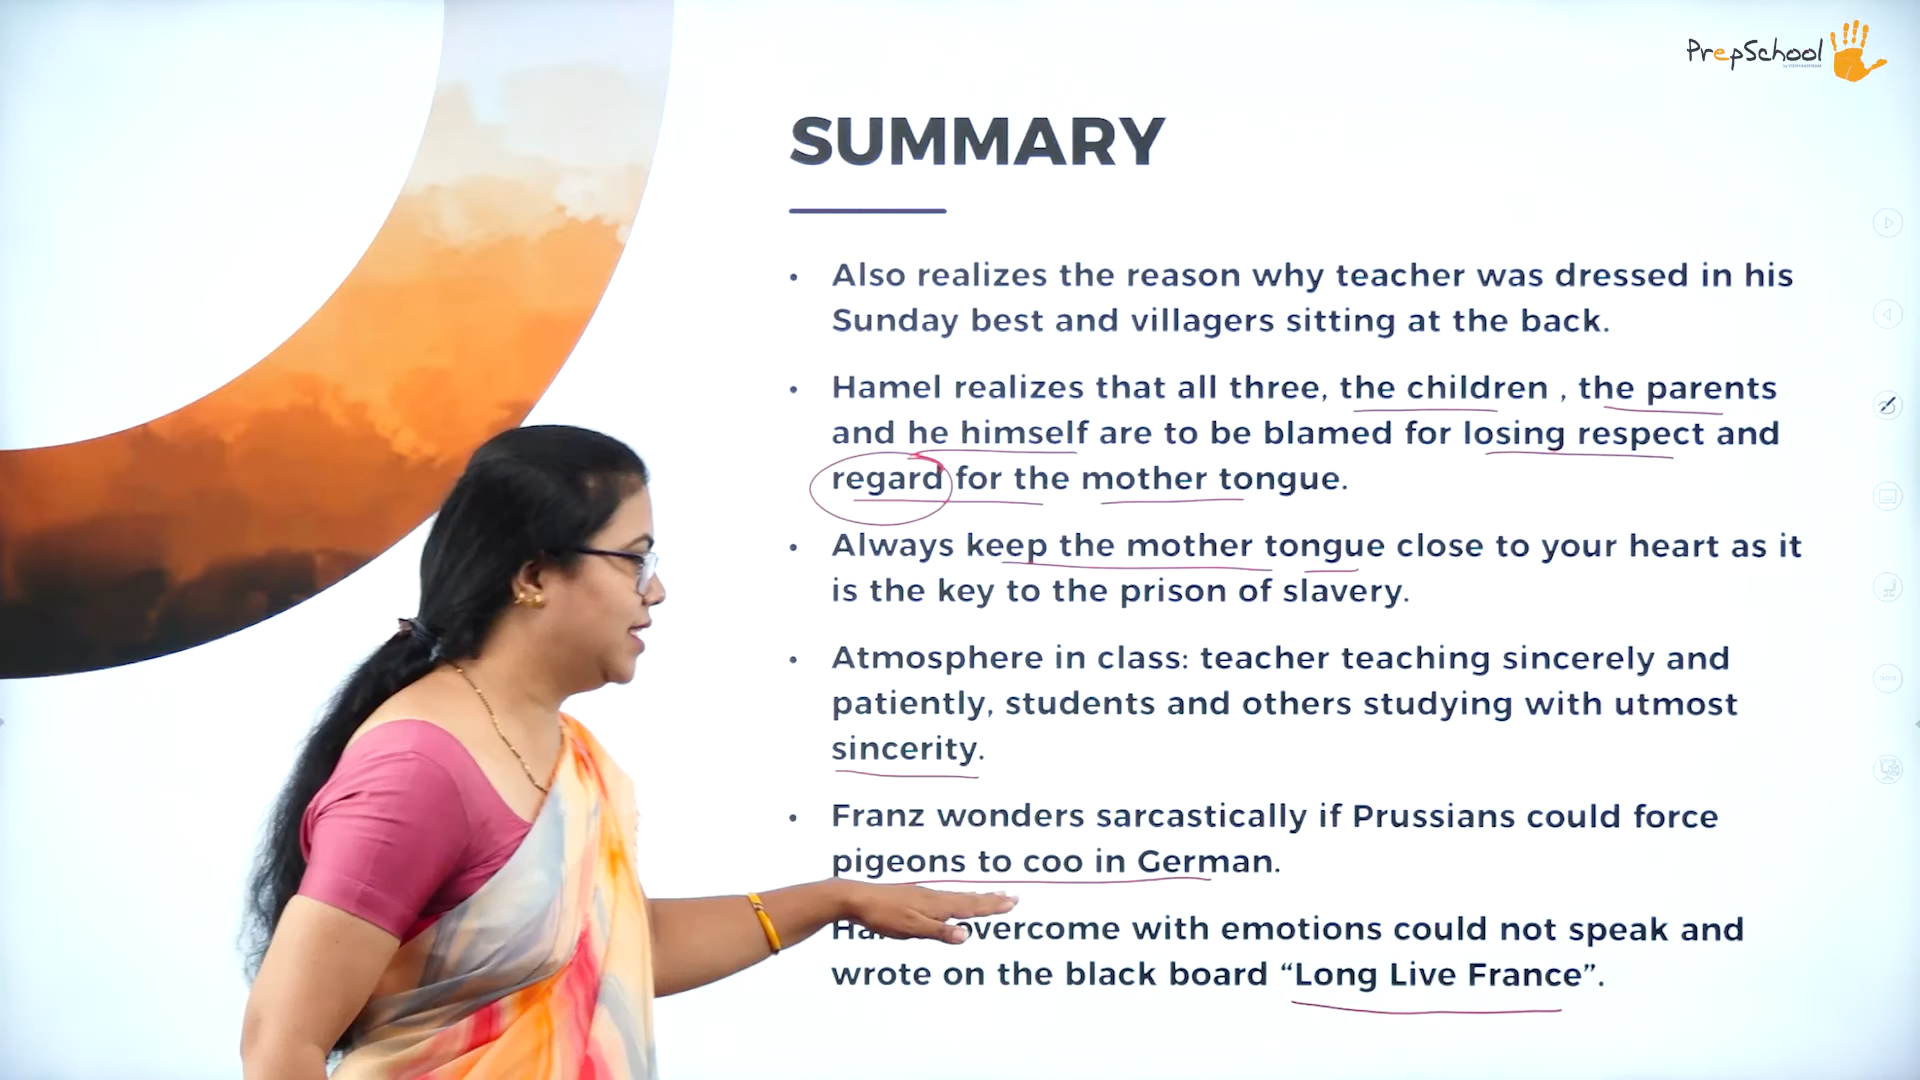 PrepSchool
SUMMARY
• Also realizes the reason why teacher was dressed in his
Sunday best and villagers sitting at the back.
• Hamel realizes that all three, the children , the parents
and he himself are to be blamed for losing respect and
regard for the mother tongue.
• Always keep the mother tongue close to your heart as it
is the key to the prison of slavery.
• Atmosphere in class: teacher teaching sincerely and
patiently, students and others studying with utmost
sincerity.
• Franz wonders sarcastically if Prussians could force
pigeons to coo in German.
overcome with emotions could not speak and
wrote on the black board “Long Live France”.